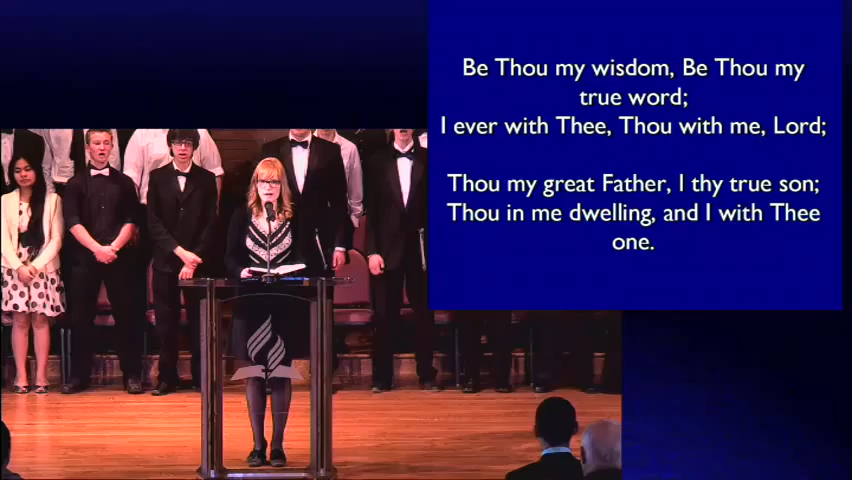 Be Thou my wisdom, Be Thou my
true word;
I ever with Thee, Thou with me, Lord;
Thou my great Father, I thy true son;
Thou in me dwelling, and I with Thee
one.